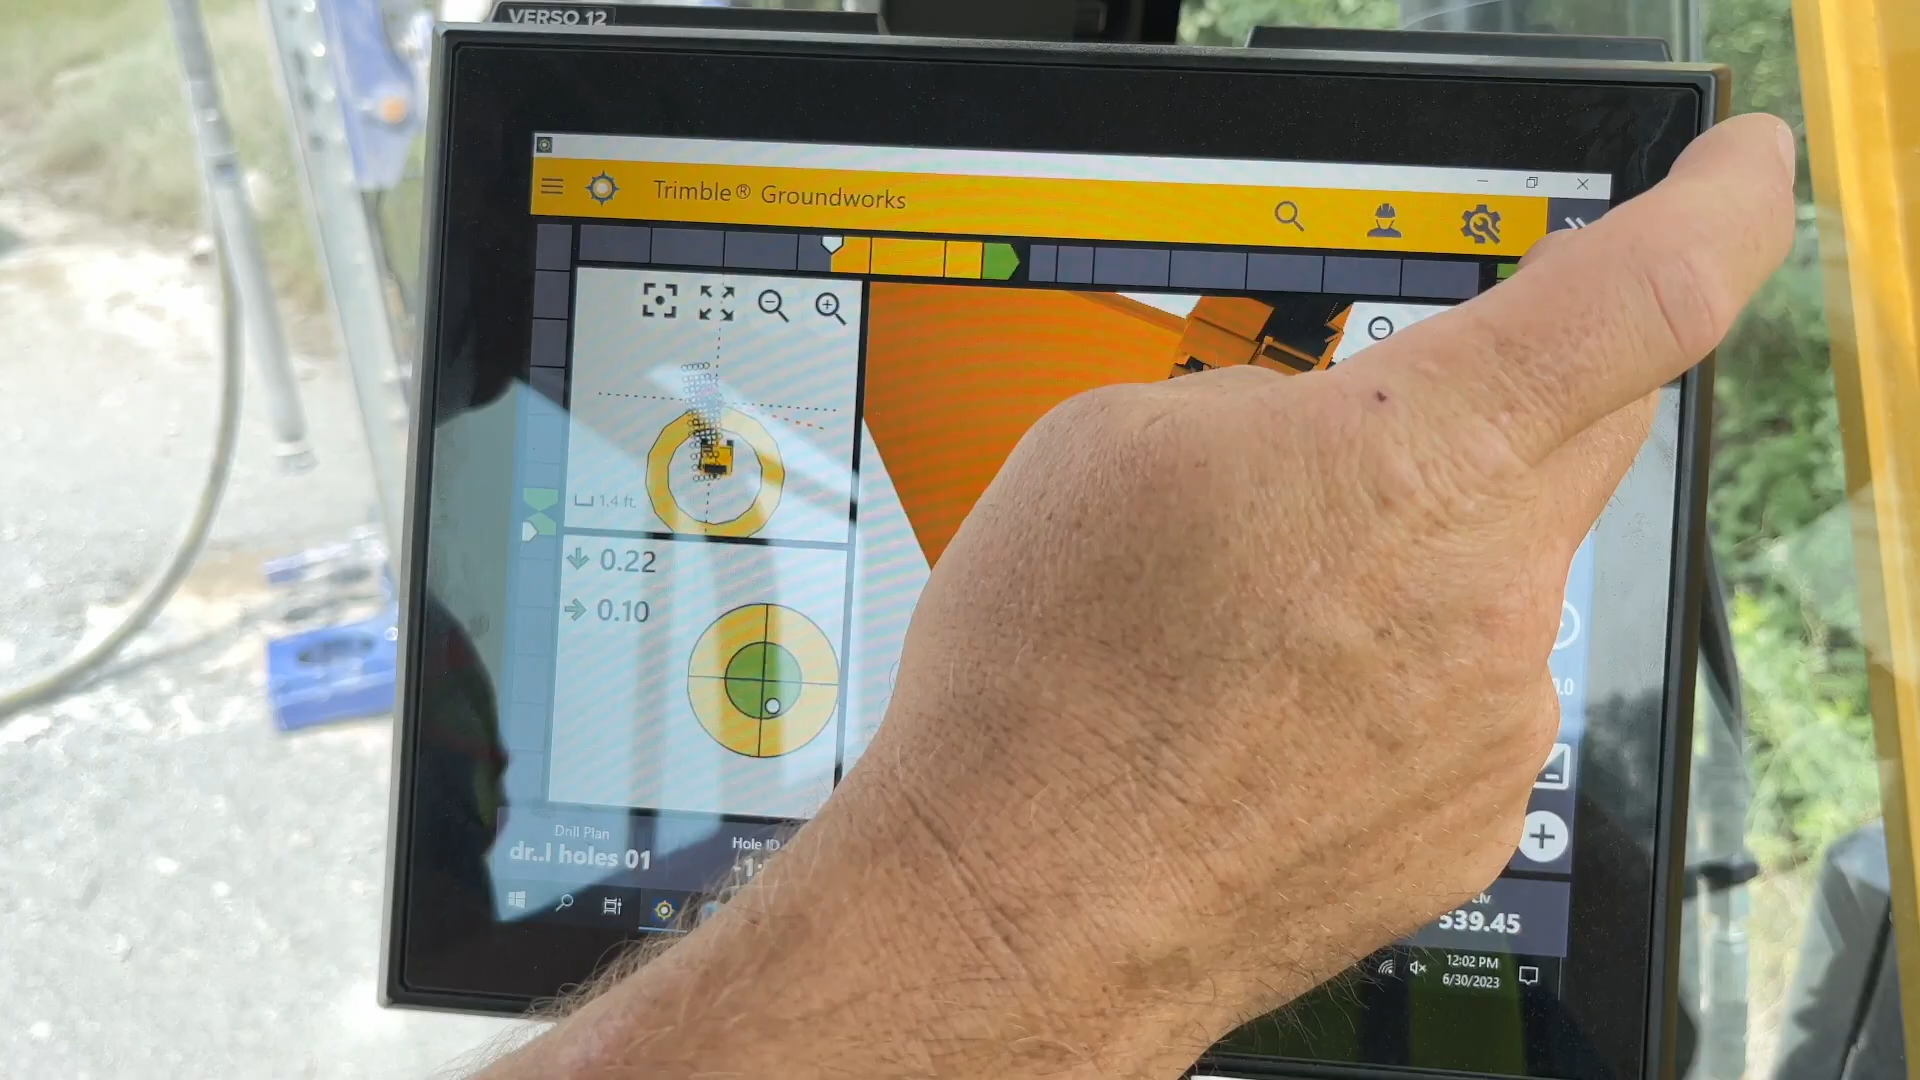 VERSO 12
Trimble® Groundworks
1.4 ft.
0.22
0.10
Drill Plan
dr..l holes 01
Hole ID
539.45
12:02 PM
6/30/2023